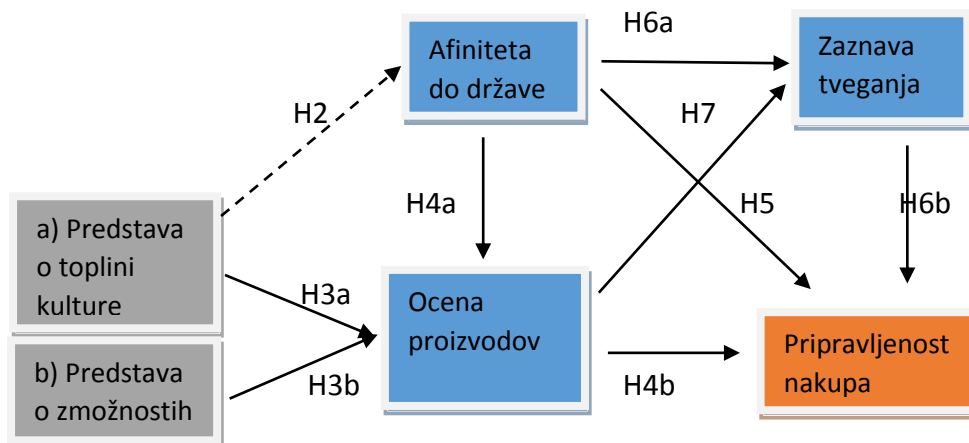 H6a
Afiniteta
do države
Zaznava
tveganja
H2
H7
H4a
H5
H6b
a) Predstava
o toplini
kulture
H3a
Ocena
proizvodov
Pripravljenost
nakupa
b) Predstava
o zmožnostih
H3b
H4b